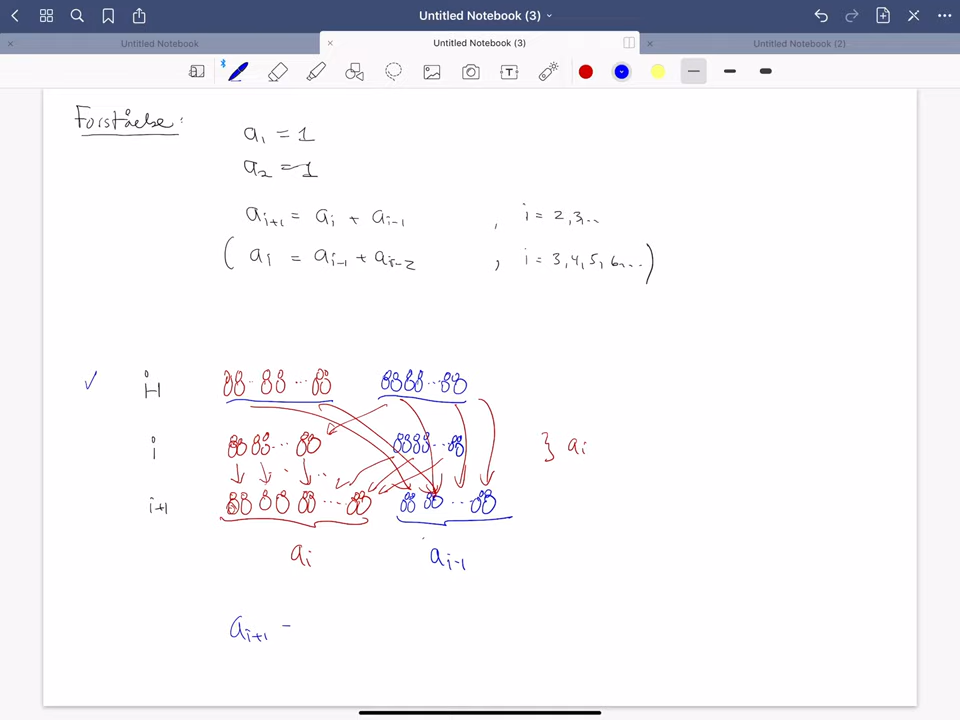 Untitled Notebook (3)
Untitled Notebook
Untitled Notebook (3)
Untitled Notebook (2)
Forståelse:
a₁ = 1
a₂ = 1
aᵢ₊₁ = aᵢ + aᵢ₋₁ , i = 2,3...
( aᵢ = aᵢ₋₁ + aᵢ₋₂ , i = 3,4,5,6,... )
✓ i-1
i } aᵢ
i+1
aᵢ aᵢ₋₁
aᵢ₊₁ =